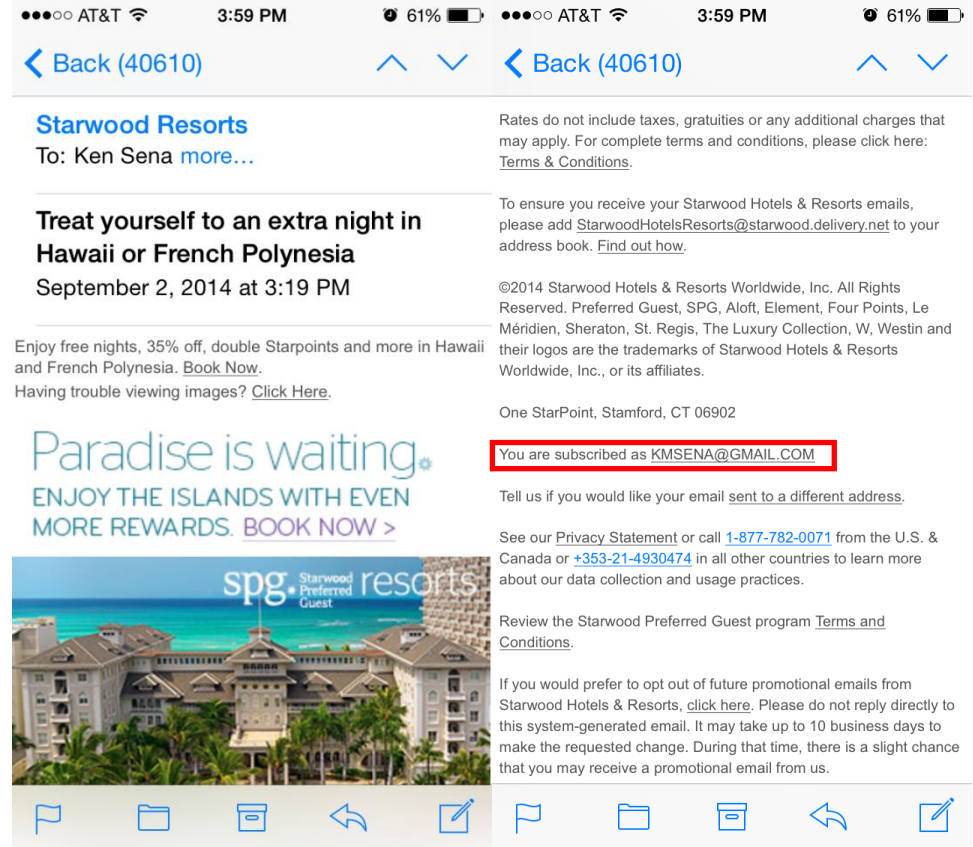 AT&T 3:59 PM 61%
Back (40610)
Starwood Resorts
To: Ken Sena more...
Treat yourself to an extra night in
Hawaii or French Polynesia
September 2, 2014 at 3:19 PM
Enjoy free nights, 35% off, double Starpoints and more in Hawaii
and French Polynesia. Book Now.
Having trouble viewing images? Click Here.
Paradise is waiting.
ENJOY THE ISLANDS WITH EVEN
MORE REWARDS. BOOK NOW >
spg. Starwood Preferred Guest resorts
AT&T 3:59 PM 61%
Back (40610)
Rates do not include taxes, gratuities or any additional charges that
may apply. For complete terms and conditions, please click here:
Terms & Conditions.
To ensure you receive your Starwood Hotels & Resorts emails,
please add StarwoodHotelsResorts@starwood.delivery.net to your
address book. Find out how.
©2014 Starwood Hotels & Resorts Worldwide, Inc. All Rights
Reserved. Preferred Guest, SPG, Aloft, Element, Four Points, Le
Méridien, Sheraton, St. Regis, The Luxury Collection, W, Westin and
their logos are the trademarks of Starwood Hotels & Resorts
Worldwide, Inc., or its affiliates.
One StarPoint, Stamford, CT 06902
You are subscribed as KMSENA@GMAIL.COM
Tell us if you would like your email sent to a different address.
See our Privacy Statement or call 1-877-782-0071 from the U.S. &
Canada or +353-21-4930474 in all other countries to learn more
about our data collection and usage practices.
Review the Starwood Preferred Guest program Terms and
Conditions.
If you would prefer to opt out of future promotional emails from
Starwood Hotels & Resorts, click here. Please do not reply directly to
this system-generated email. It may take up to 10 business days to
make the requested change. During that time, there is a slight chance
that you may receive a promotional email from us.